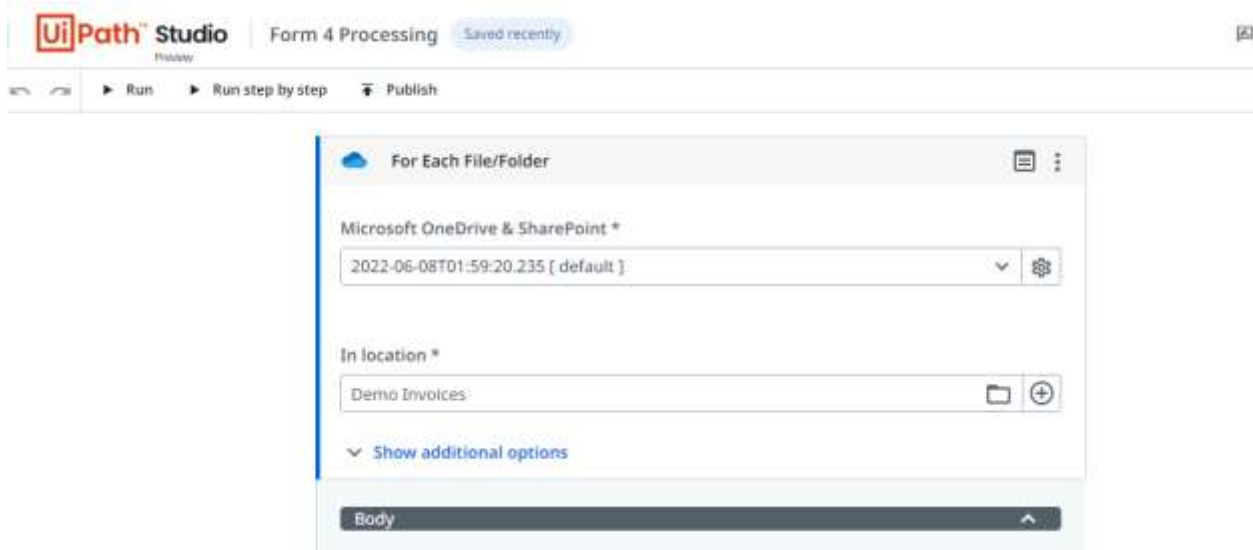 UiPath™ Studio Form 4 Processing Saved recently
Preview
Run Run step by step Publish
For Each File/Folder
Microsoft OneDrive & SharePoint *
2022-06-08T01:59:20.235 [ default ]
In location *
Demo Invoices
Show additional options
Body